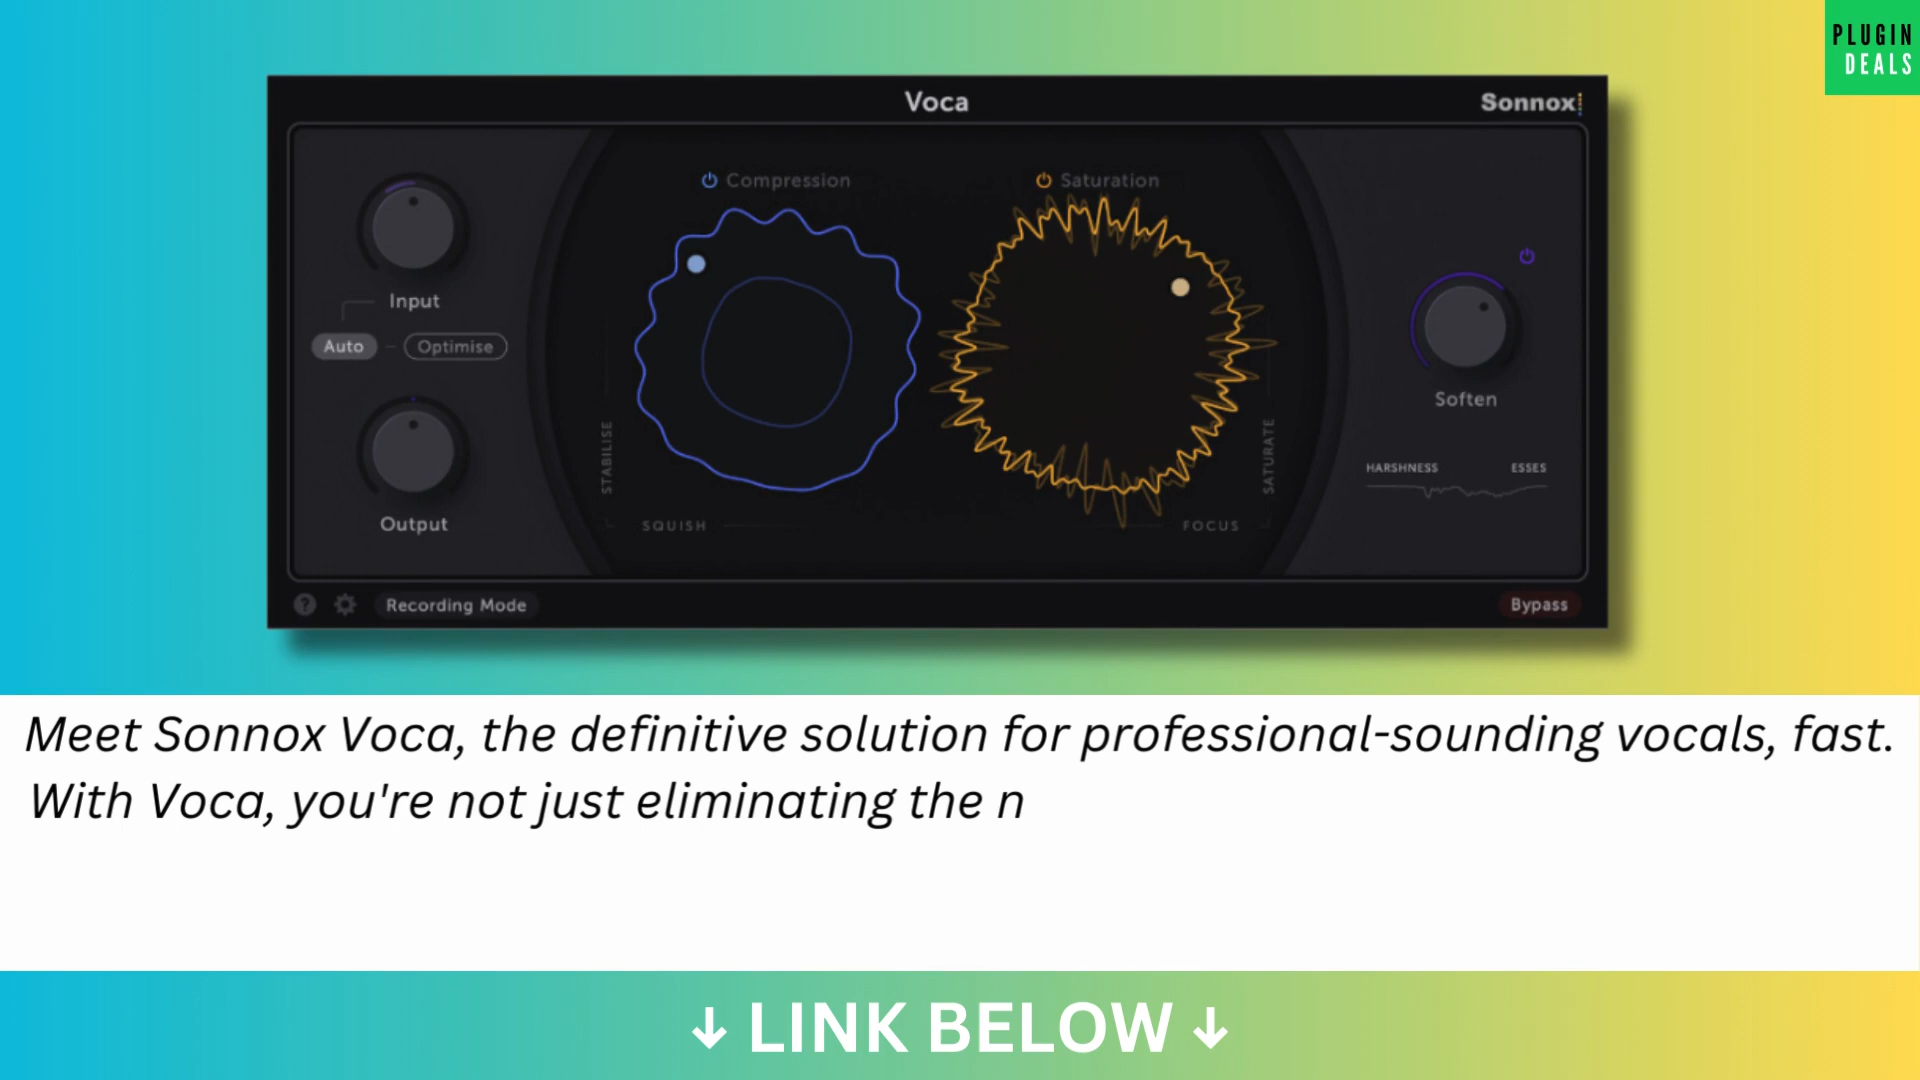 PLUGIN
DEALS
Voca
Sonnox
Compression
Saturation
Input
Auto
Optimise
Output
STABILISE
SQUISH
SATURATE
FOCUS
Soften
HARSHNESS ESSES
? Recording Mode
Bypass
Meet Sonnox Voca, the definitive solution for professional-sounding vocals, fast.
With Voca, you're not just eliminating the n
↓ LINK BELOW ↓